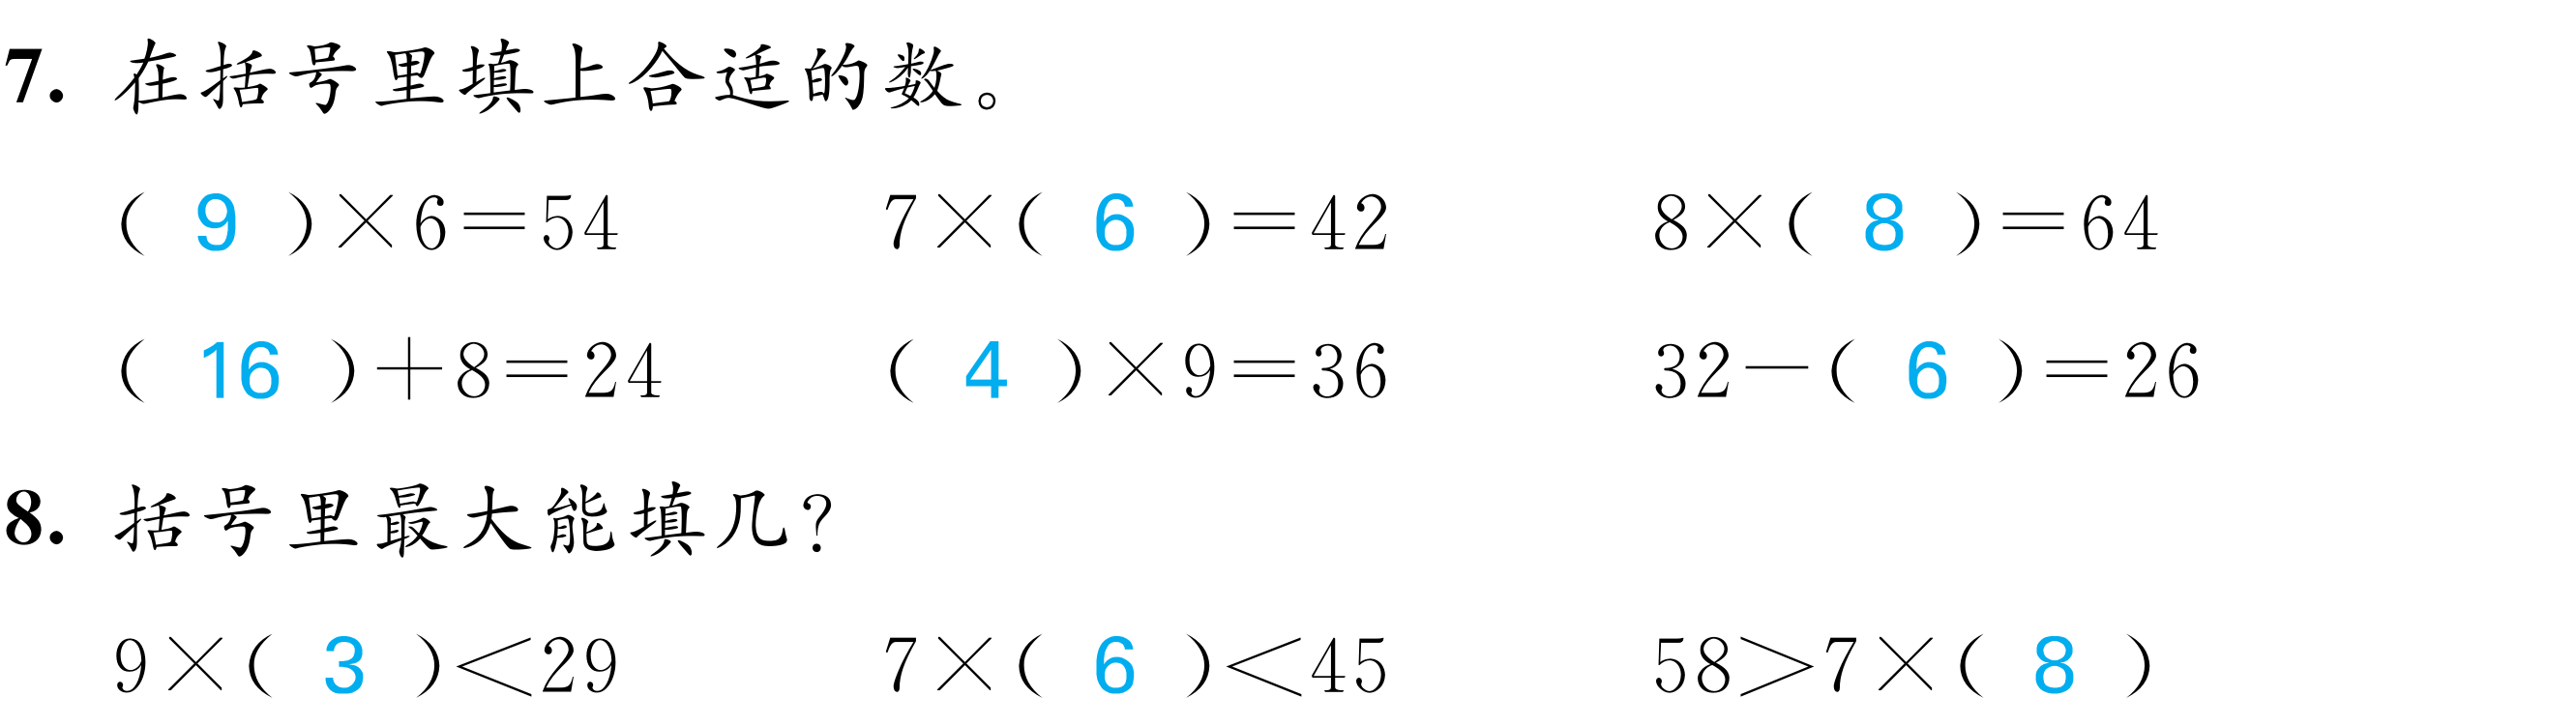 7. 在括号里填上合适的数。
( 9 )×6=54 7×( 6 )=42 8×( 8 )=64
( 16 )+8=24 ( 4 )×9=36 32-( 6 )=26
8. 括号里最大能填几?
9×( 3 )<29 7×( 6 )<45 58>7×( 8 )